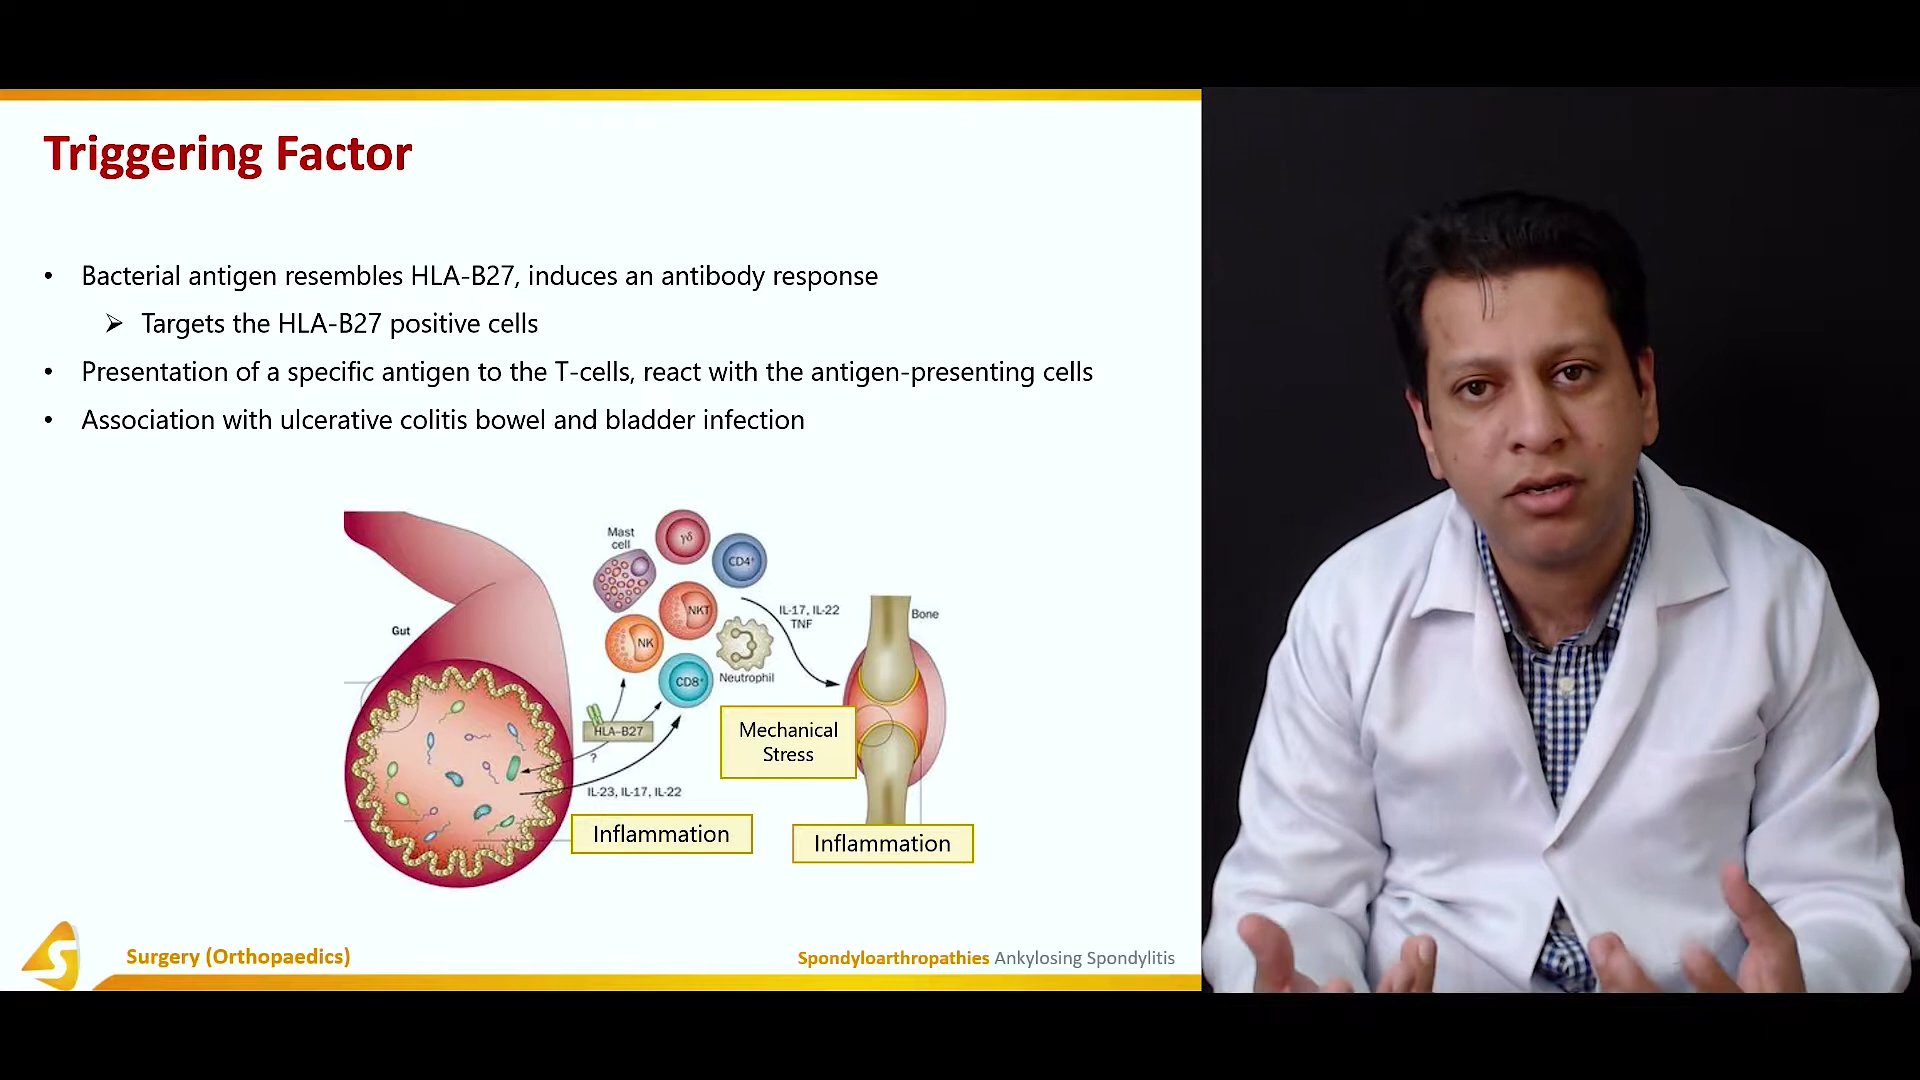 Triggering Factor
• Bacterial antigen resembles HLA-B27, induces an antibody response
➢ Targets the HLA-B27 positive cells
• Presentation of a specific antigen to the T-cells, react with the antigen-presenting cells
• Association with ulcerative colitis bowel and bladder infection
Mast
cell
γδ
CD4⁺
NKT
NK
CD8⁺
Neutrophil
IL-17, IL-22
TNF
Bone
Gut
HLA-B27
?
IL-23, IL-17, IL-22
Mechanical
Stress
Inflammation
Inflammation
S
Surgery (Orthopaedics)
Spondyloarthropathies Ankylosing Spondylitis